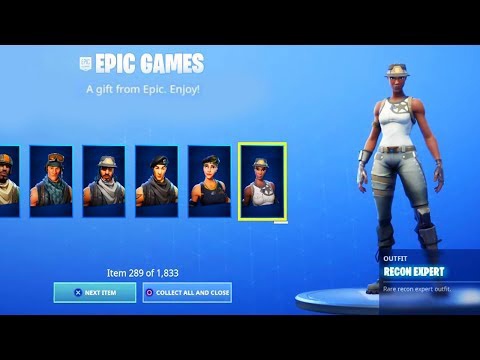 EPIC GAMES
A gift from Epic. Enjoy!
OUTFIT
RECON EXPERT
Rare recon expert outfit.
Item 289 of 1,833
NEXT ITEM
COLLECT ALL AND CLOSE